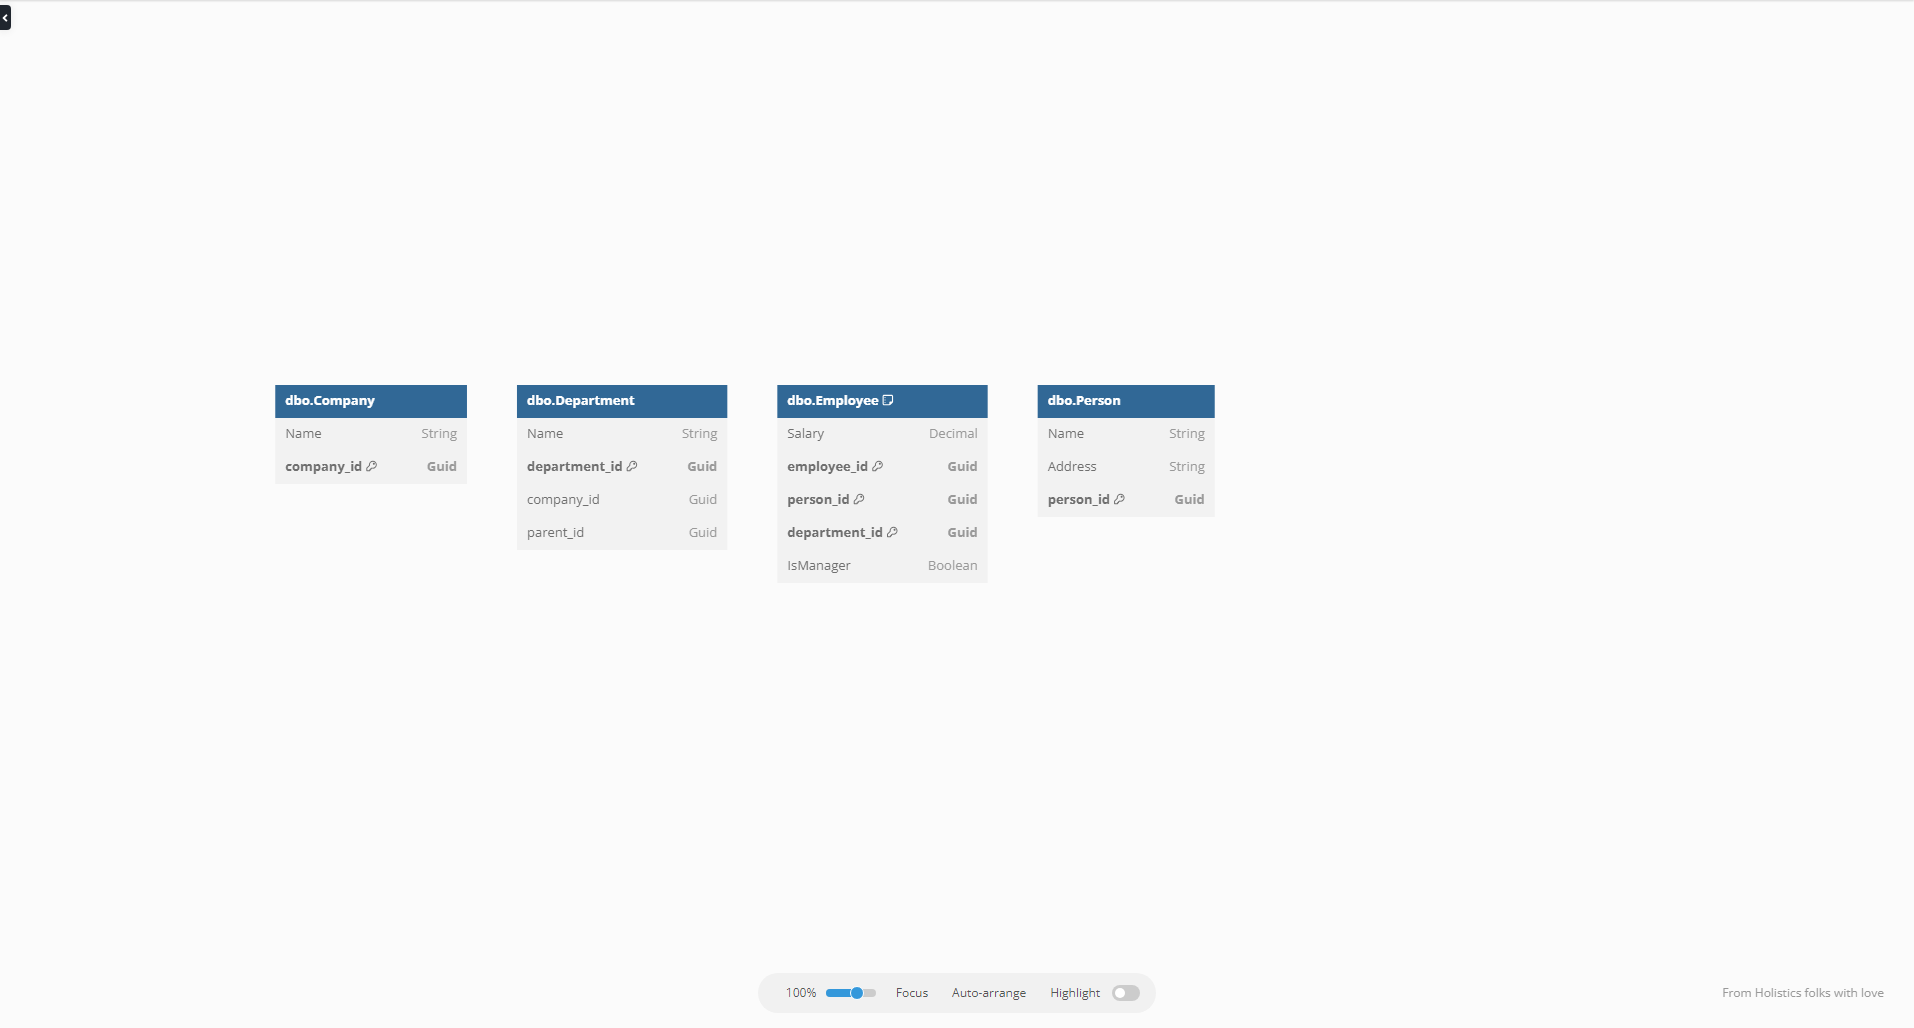 dbo.Company
Name String
company_id Guid
dbo.Department
Name String
department_id Guid
company_id Guid
parent_id Guid
dbo.Employee
Salary Decimal
employee_id Guid
person_id Guid
department_id Guid
IsManager Boolean
dbo.Person
Name String
Address String
person_id Guid
100% Focus Auto-arrange Highlight
From Holistics folks with love